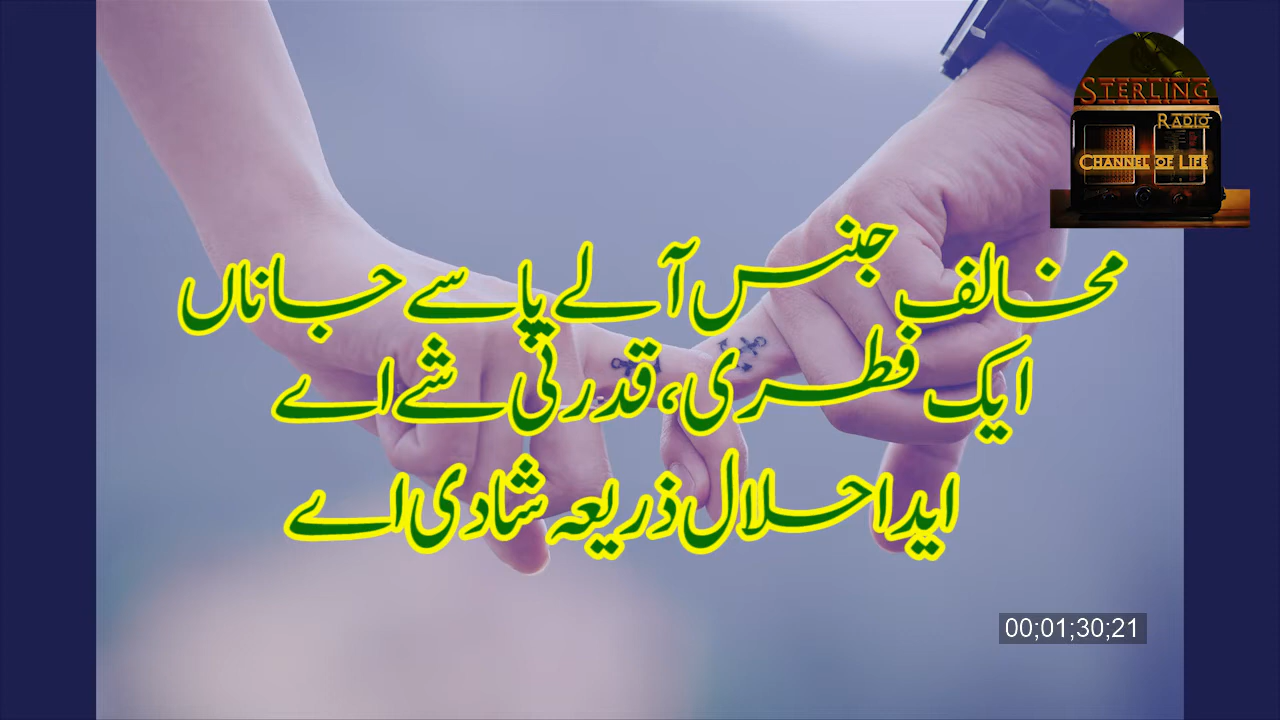 STERLING
RADIO
CHANNEL OF LIFE
مخالف جنس آلے پاسے جاناں
ایک فطری، قدرتی شے اے
ایدا حلال ذریعہ شادی اے
00;01;30;21